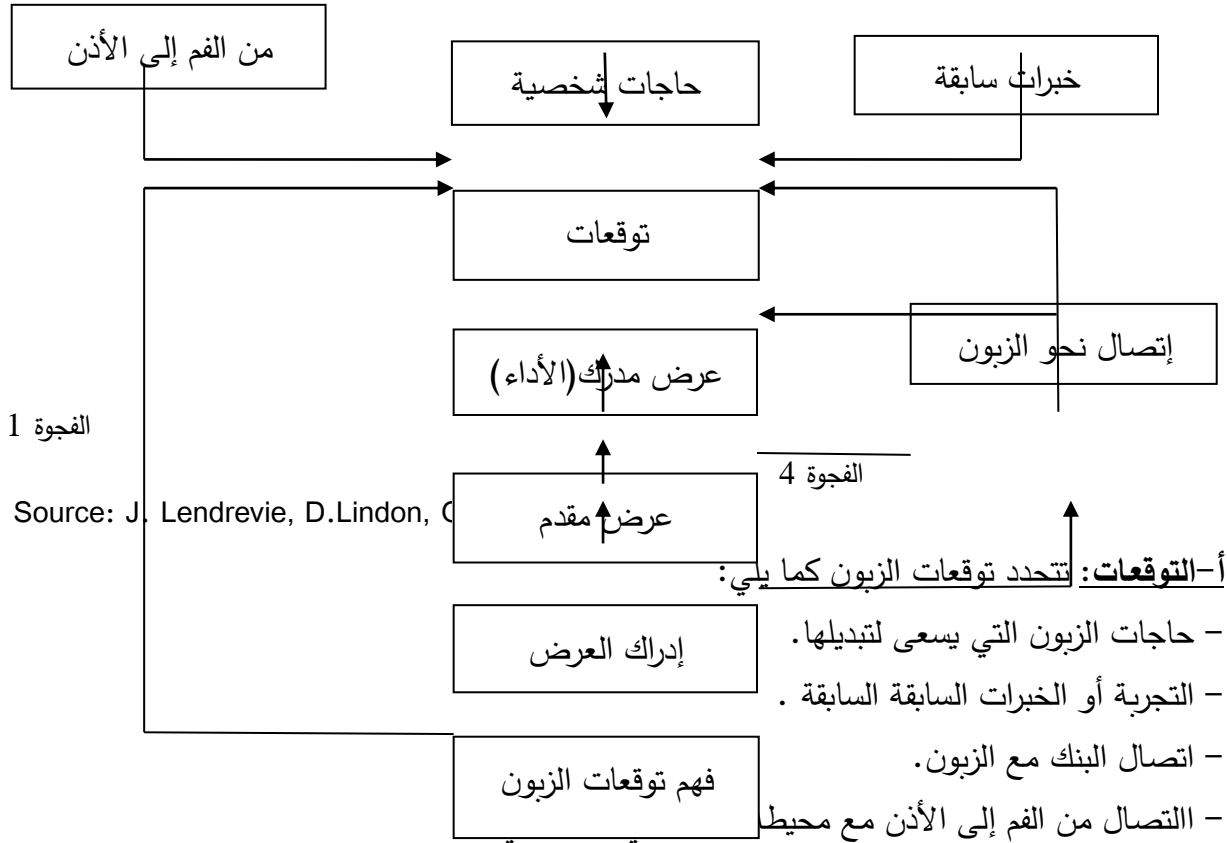 من الفم إلى الأذن
حاجات شخصية
خبرات سابقة
توقعات
إتصال نحو الزبون
عرض مدرك(الأداء)
الفجوة 1
الفجوة 4
عرض مقدم
Source: J. Lendrevie, D.Lindon,
أ-التوقعات: تتحدد توقعات الزبون كما يلي:
إدراك العرض
- حاجات الزبون التي يسعى لتبديلها.
- التجربة أو الخبرات السابقة السابقة .
- اتصال البنك مع الزبون.
فهم توقعات الزبون
- االتصال من الفم إلى الأذن مع محيطه